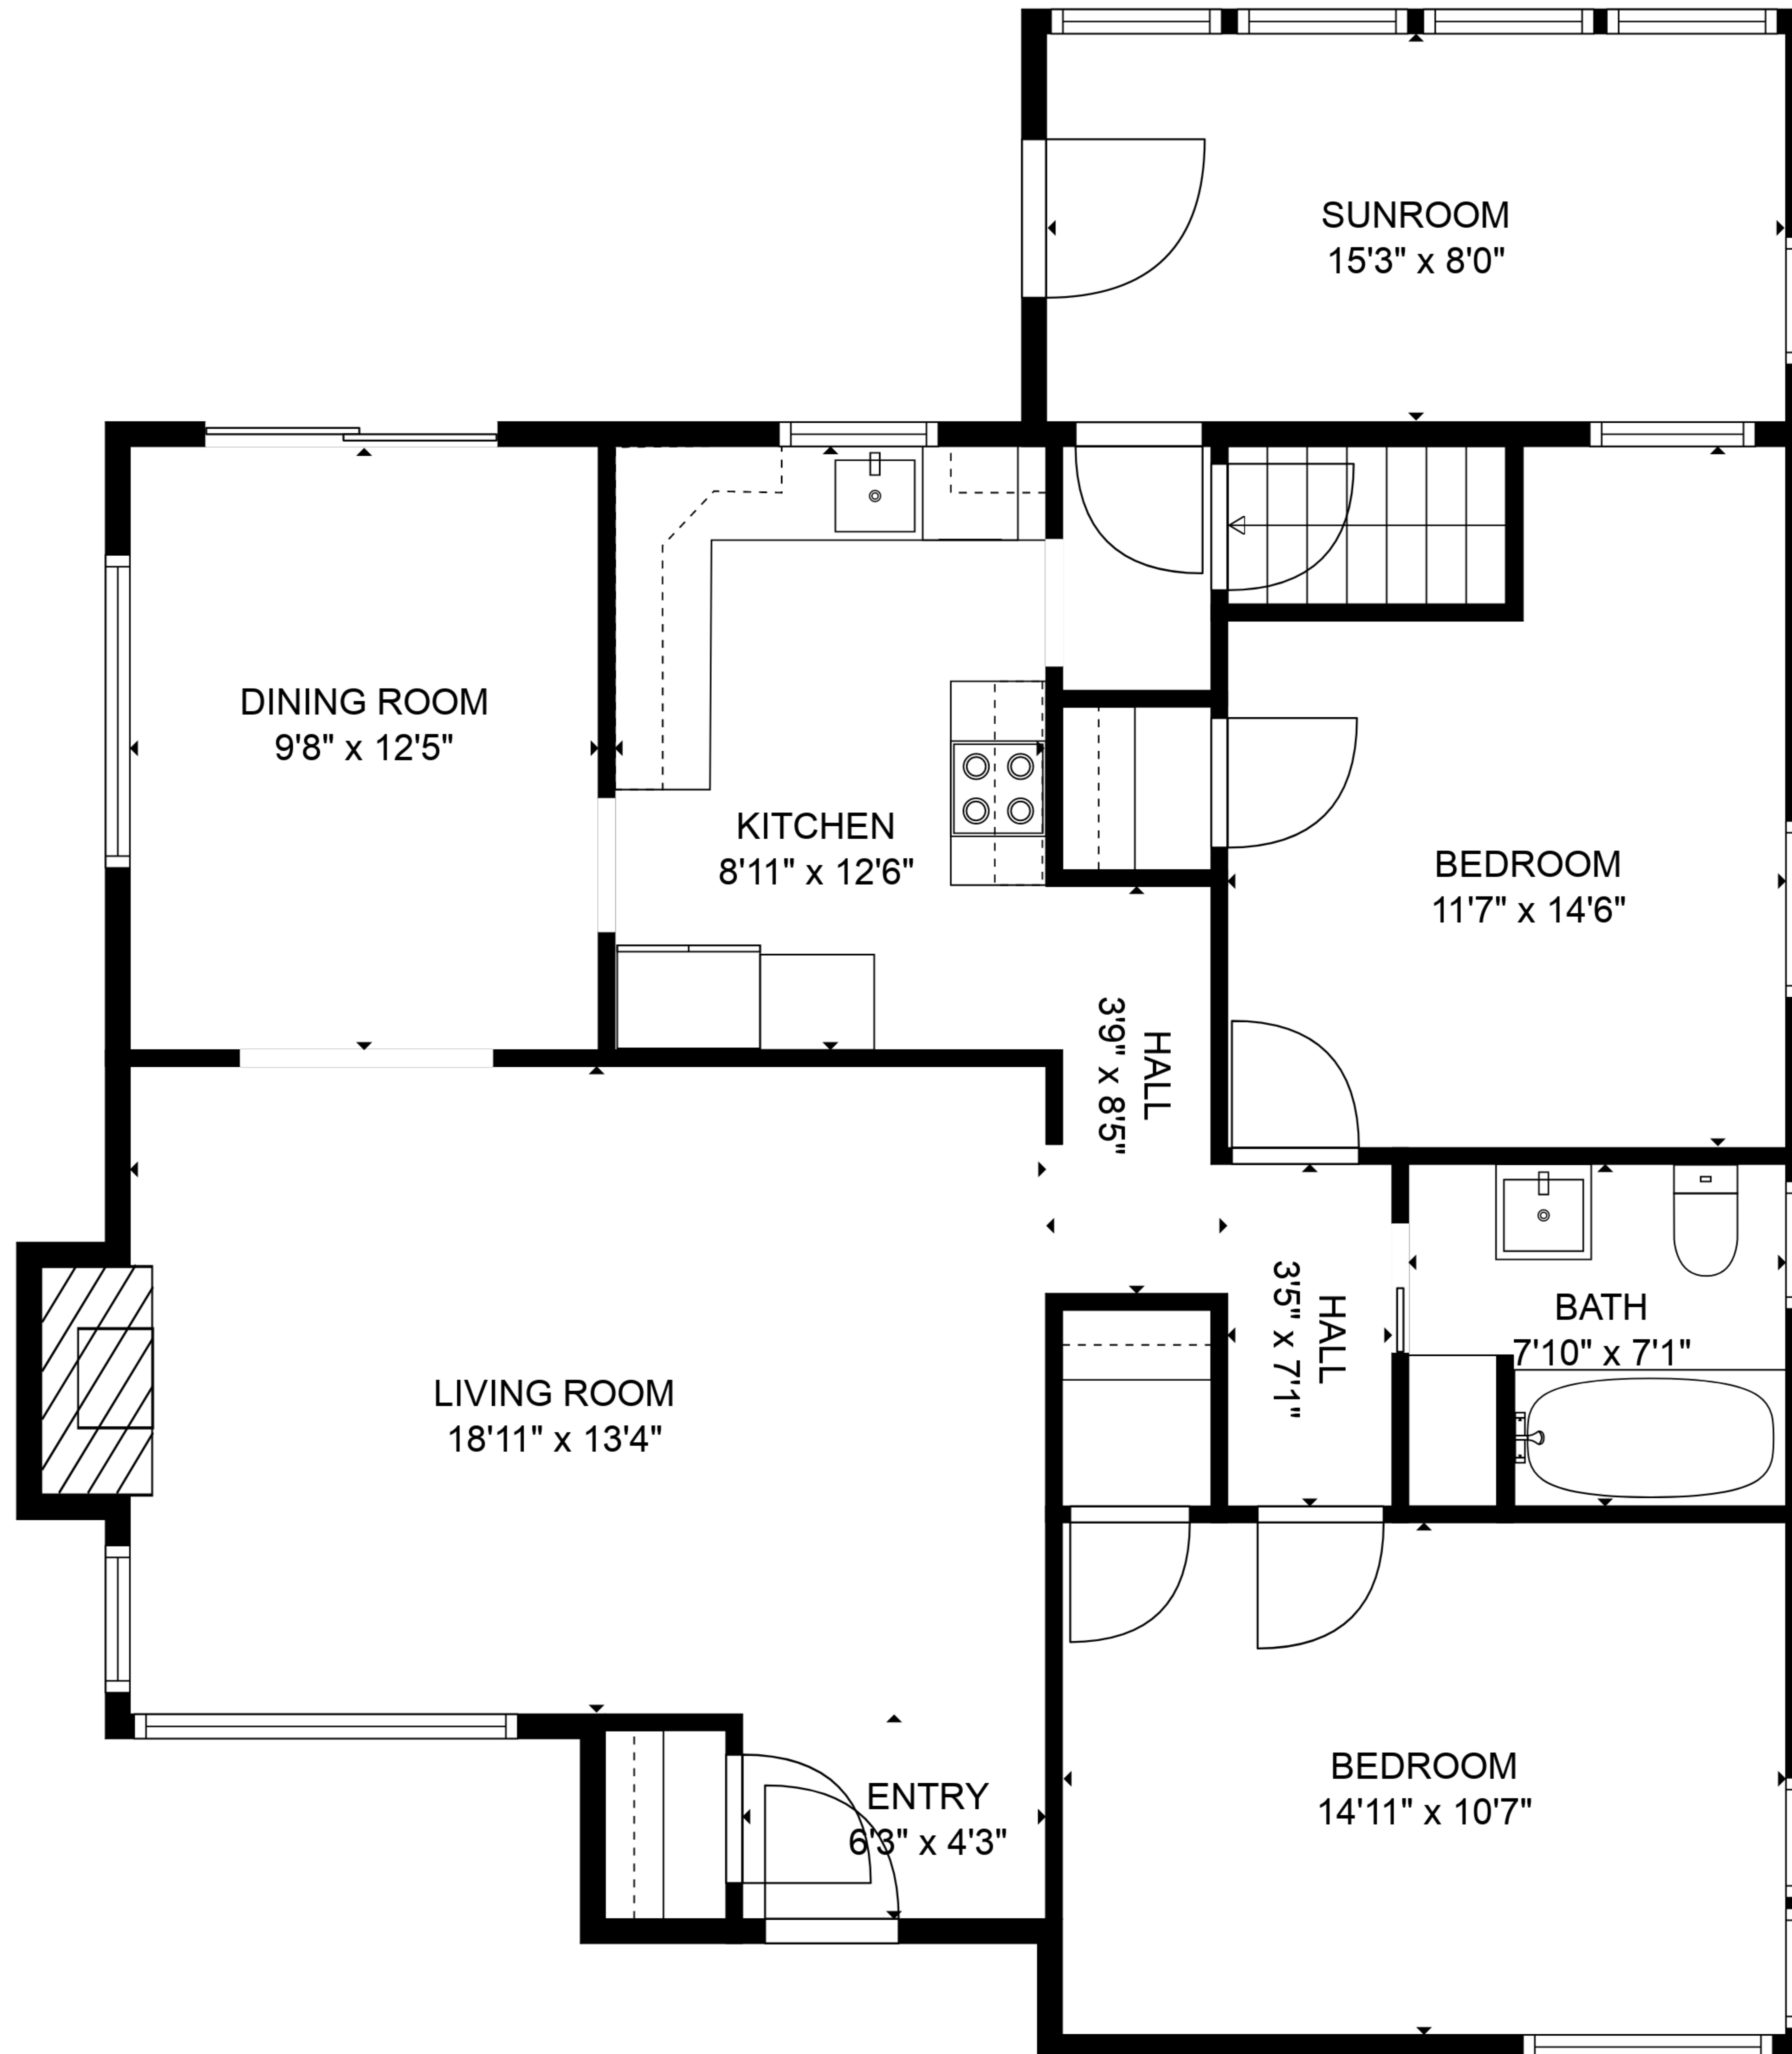 SUNROOM
15'3" x 8'0"
DINING ROOM
9'8" x 12'5"
KITCHEN
8'11" x 12'6"
BEDROOM
11'7" x 14'6"
HALL
3'9" x 8'5"
HALL
3'5" x 7'1"
BATH
7'10" x 7'1"
LIVING ROOM
18'11" x 13'4"
ENTRY
6'3" x 4'3"
BEDROOM
14'11" x 10'7"